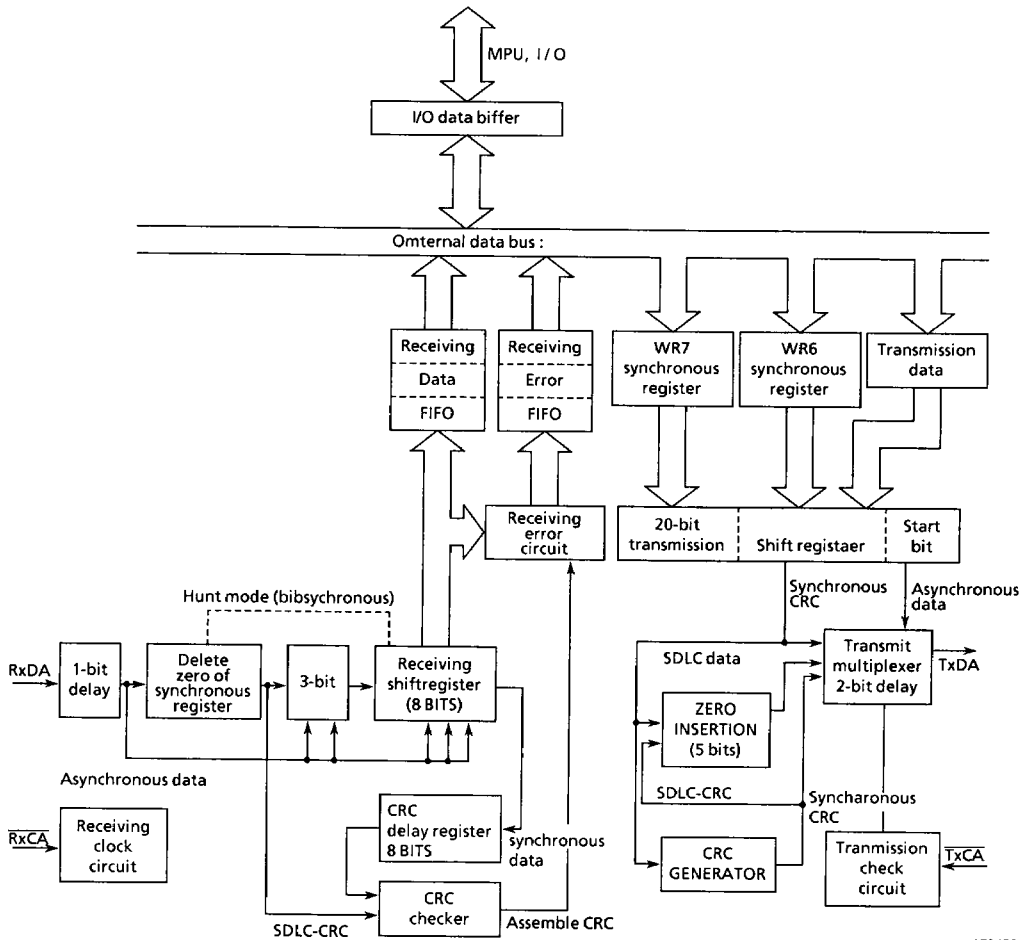 MPU, I/O
I/O data biffer
Omternal data bus :
Receiving
Data
FIFO
Receiving
Error
FIFO
WR7
synchronous
register
WR6
synchronous
register
Transmission
data
Receiving
error
circuit
20-bit
transmission
Shift registaer
Start
bit
Synchronous
CRC
Asynchronous
data
Hunt mode (bibsychronous)
RxDA
1-bit
delay
Delete
zero of
synchronous
register
3-bit
Receiving
shiftregister
(8 BITS)
SDLC data
Transmit
multiplexer
2-bit delay
TxDA
ZERO
INSERTION
(5 bits)
Asynchronous data
SDLC-CRC
Syncharonous
CRC
RxCA
Receiving
clock
circuit
CRC
delay register
8 BITS
synchronous
data
CRC
GENERATOR
Tranmission
check
circuit
TxCA
CRC
checker
SDLC-CRC
Assemble CRC